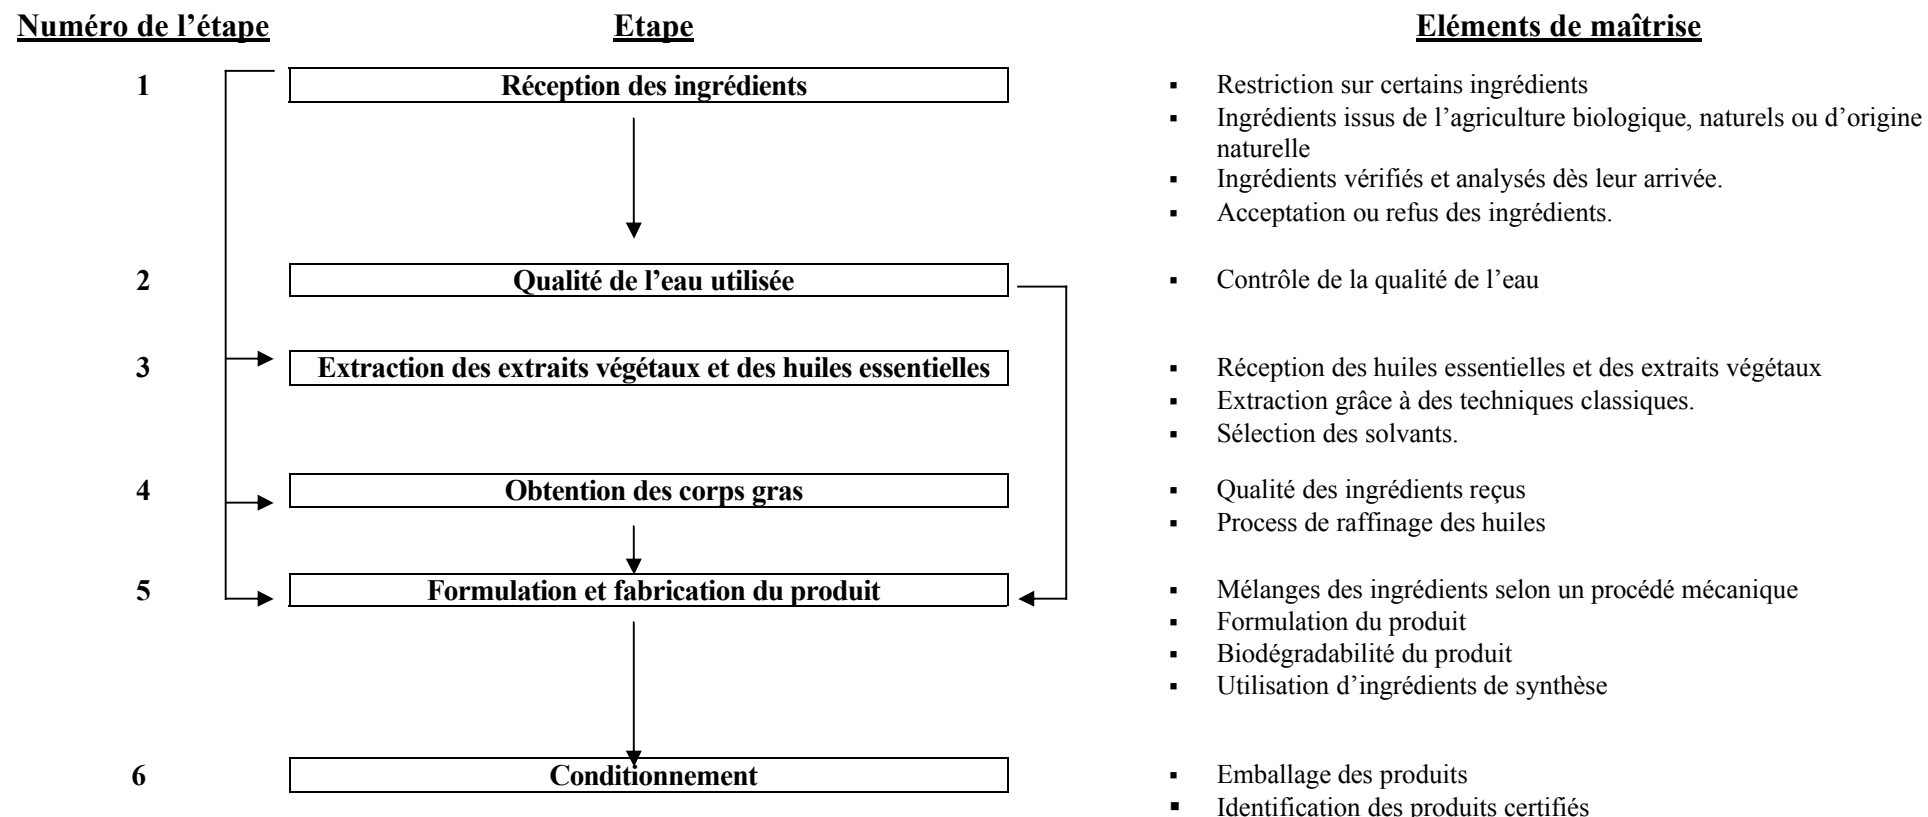 Numéro de l’étape Etape Eléments de maîtrise
1 Réception des ingrédients
▪ Restriction sur certains ingrédients
▪ Ingrédients issus de l’agriculture biologique, naturels ou d’origine
naturelle
▪ Ingrédients vérifiés et analysés dès leur arrivée.
▪ Acceptation ou refus des ingrédients.
2 Qualité de l’eau utilisée
▪ Contrôle de la qualité de l’eau
3 Extraction des extraits végétaux et des huiles essentielles
▪ Réception des huiles essentielles et des extraits végétaux
▪ Extraction grâce à des techniques classiques.
▪ Sélection des solvants.
4 Obtention des corps gras
▪ Qualité des ingrédients reçus
▪ Process de raffinage des huiles
5 Formulation et fabrication du produit
▪ Mélanges des ingrédients selon un procédé mécanique
▪ Formulation du produit
▪ Biodégradabilité du produit
▪ Utilisation d’ingrédients de synthèse
6 Conditionnement
▪ Emballage des produits
▪ Identification des produits certifiés